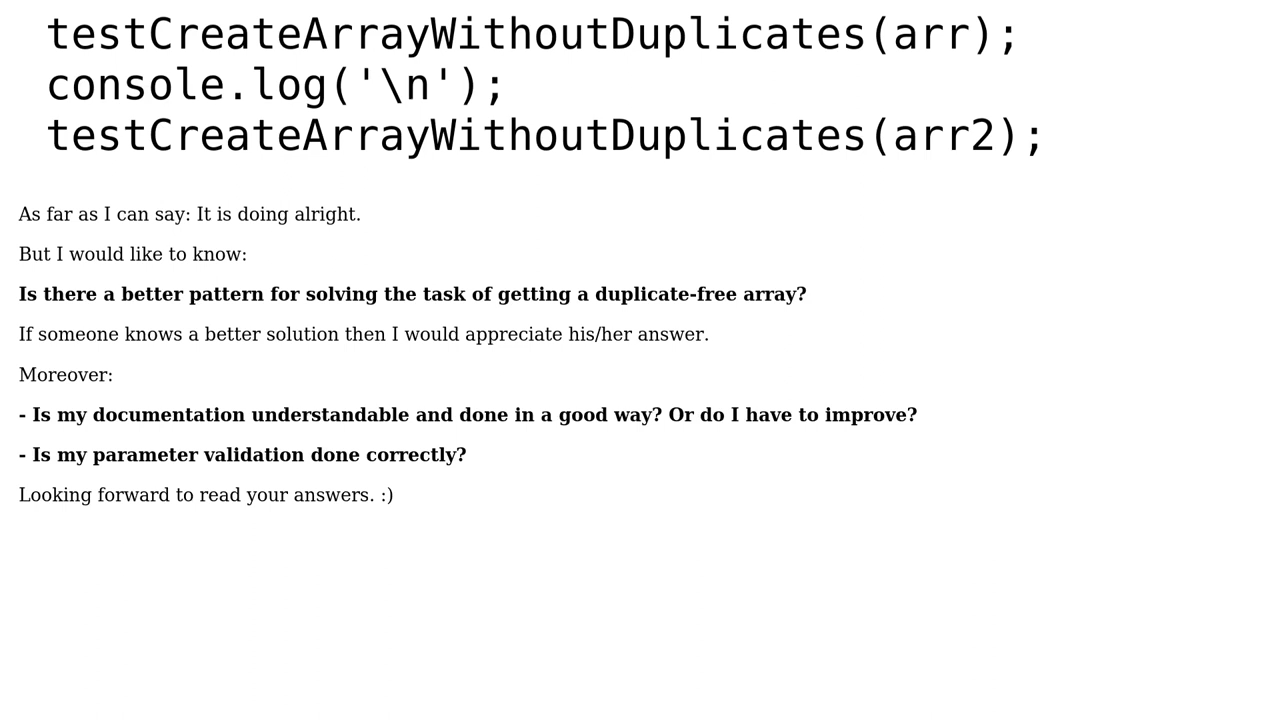 testCreateArrayWithoutDuplicates(arr);
console.log('\n');
testCreateArrayWithoutDuplicates(arr2);
As far as I can say: It is doing alright.
But I would like to know:
Is there a better pattern for solving the task of getting a duplicate-free array?
If someone knows a better solution then I would appreciate his/her answer.
Moreover:
- Is my documentation understandable and done in a good way? Or do I have to improve?
- Is my parameter validation done correctly?
Looking forward to read your answers. :)